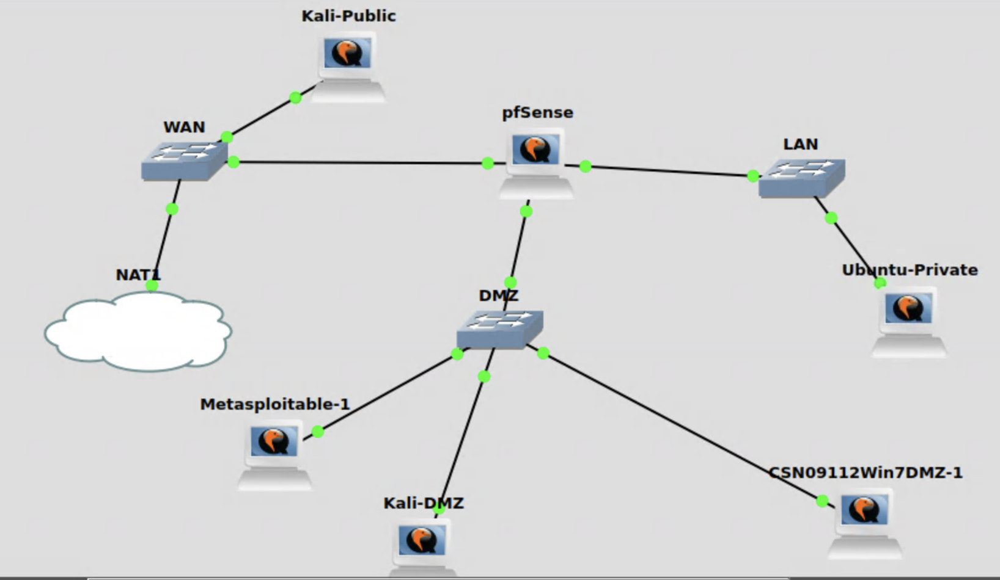 Kali-Public
pfSense
WAN
LAN
Ubuntu-Private
NAT1
DMZ
Metasploitable-1
CSN09112Win7DMZ-1
Kali-DMZ